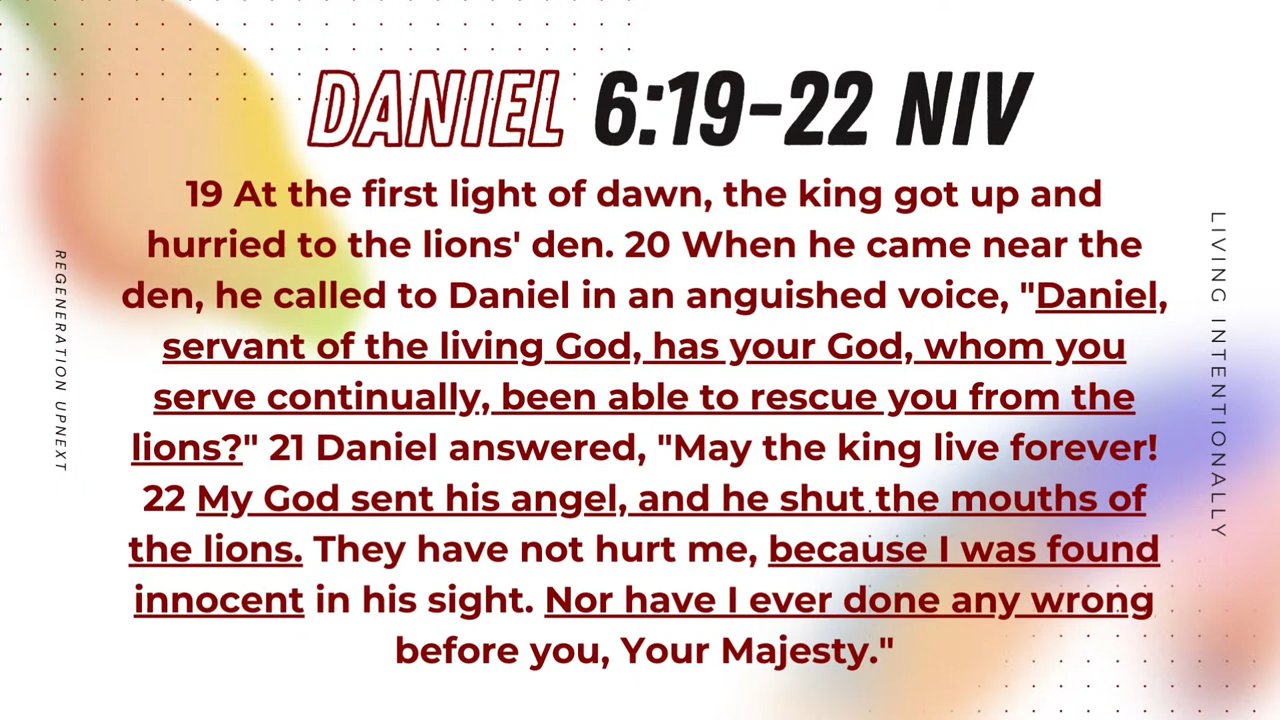 DANIEL 6:19-22 NIV
19 At the first light of dawn, the king got up and
hurried to the lions' den. 20 When he came near the
den, he called to Daniel in an anguished voice, "Daniel,
servant of the living God, has your God, whom you
serve continually, been able to rescue you from the
lions?" 21 Daniel answered, "May the king live forever!
22 My God sent his angel, and he shut the mouths of
the lions. They have not hurt me, because I was found
innocent in his sight. Nor have I ever done any wrong
before you, Your Majesty."
REGENERATION UPNEXT
LIVING INTENTIONALLY